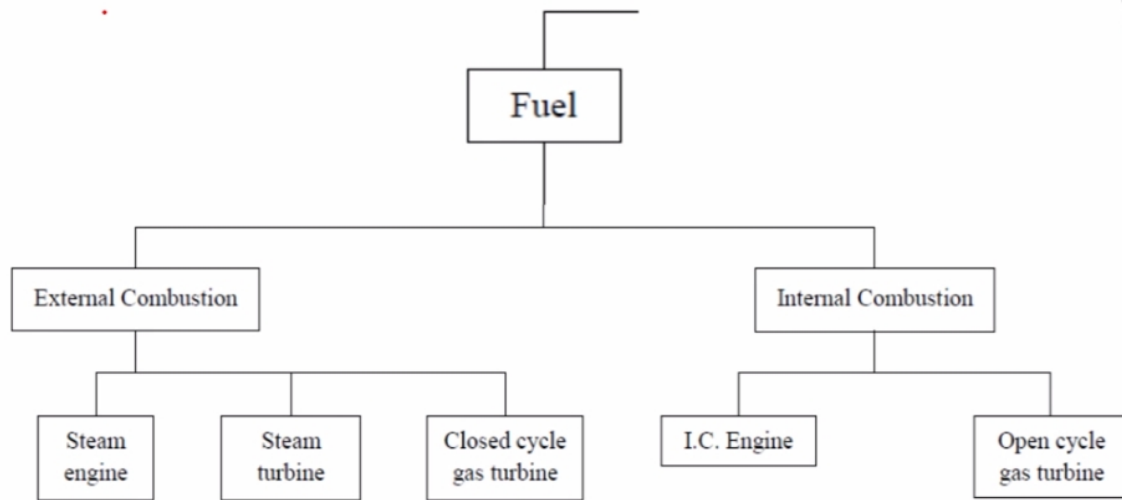 Fuel
External Combustion
Internal Combustion
Steam
engine
Steam
turbine
Closed cycle
gas turbine
I.C. Engine
Open cycle
gas turbine